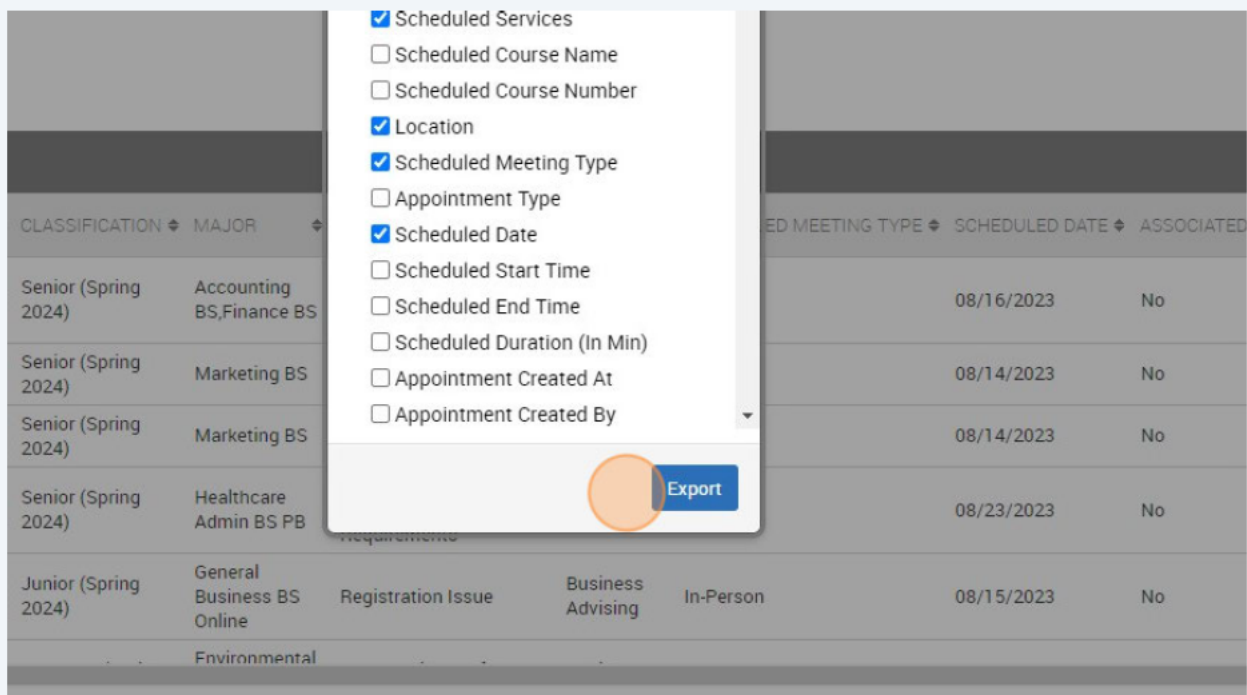 Scheduled Services
Scheduled Course Name
Scheduled Course Number
Location
Scheduled Meeting Type
Appointment Type
Scheduled Date
Scheduled Start Time
Scheduled End Time
Scheduled Duration (In Min)
Appointment Created At
Appointment Created By
Export
CLASSIFICATION MAJOR ED MEETING TYPE SCHEDULED DATE ASSOCIATED
Senior (Spring
2024)
Accounting
BS,Finance BS
08/16/2023
No
Senior (Spring
2024)
Marketing BS
08/14/2023
No
Senior (Spring
2024)
Marketing BS
08/14/2023
No
Senior (Spring
2024)
Healthcare
Admin BS PB
Requirements
08/23/2023
No
Junior (Spring
2024)
General
Business BS
Online
Registration Issue
Business
Advising
In-Person
08/15/2023
No
Environmental